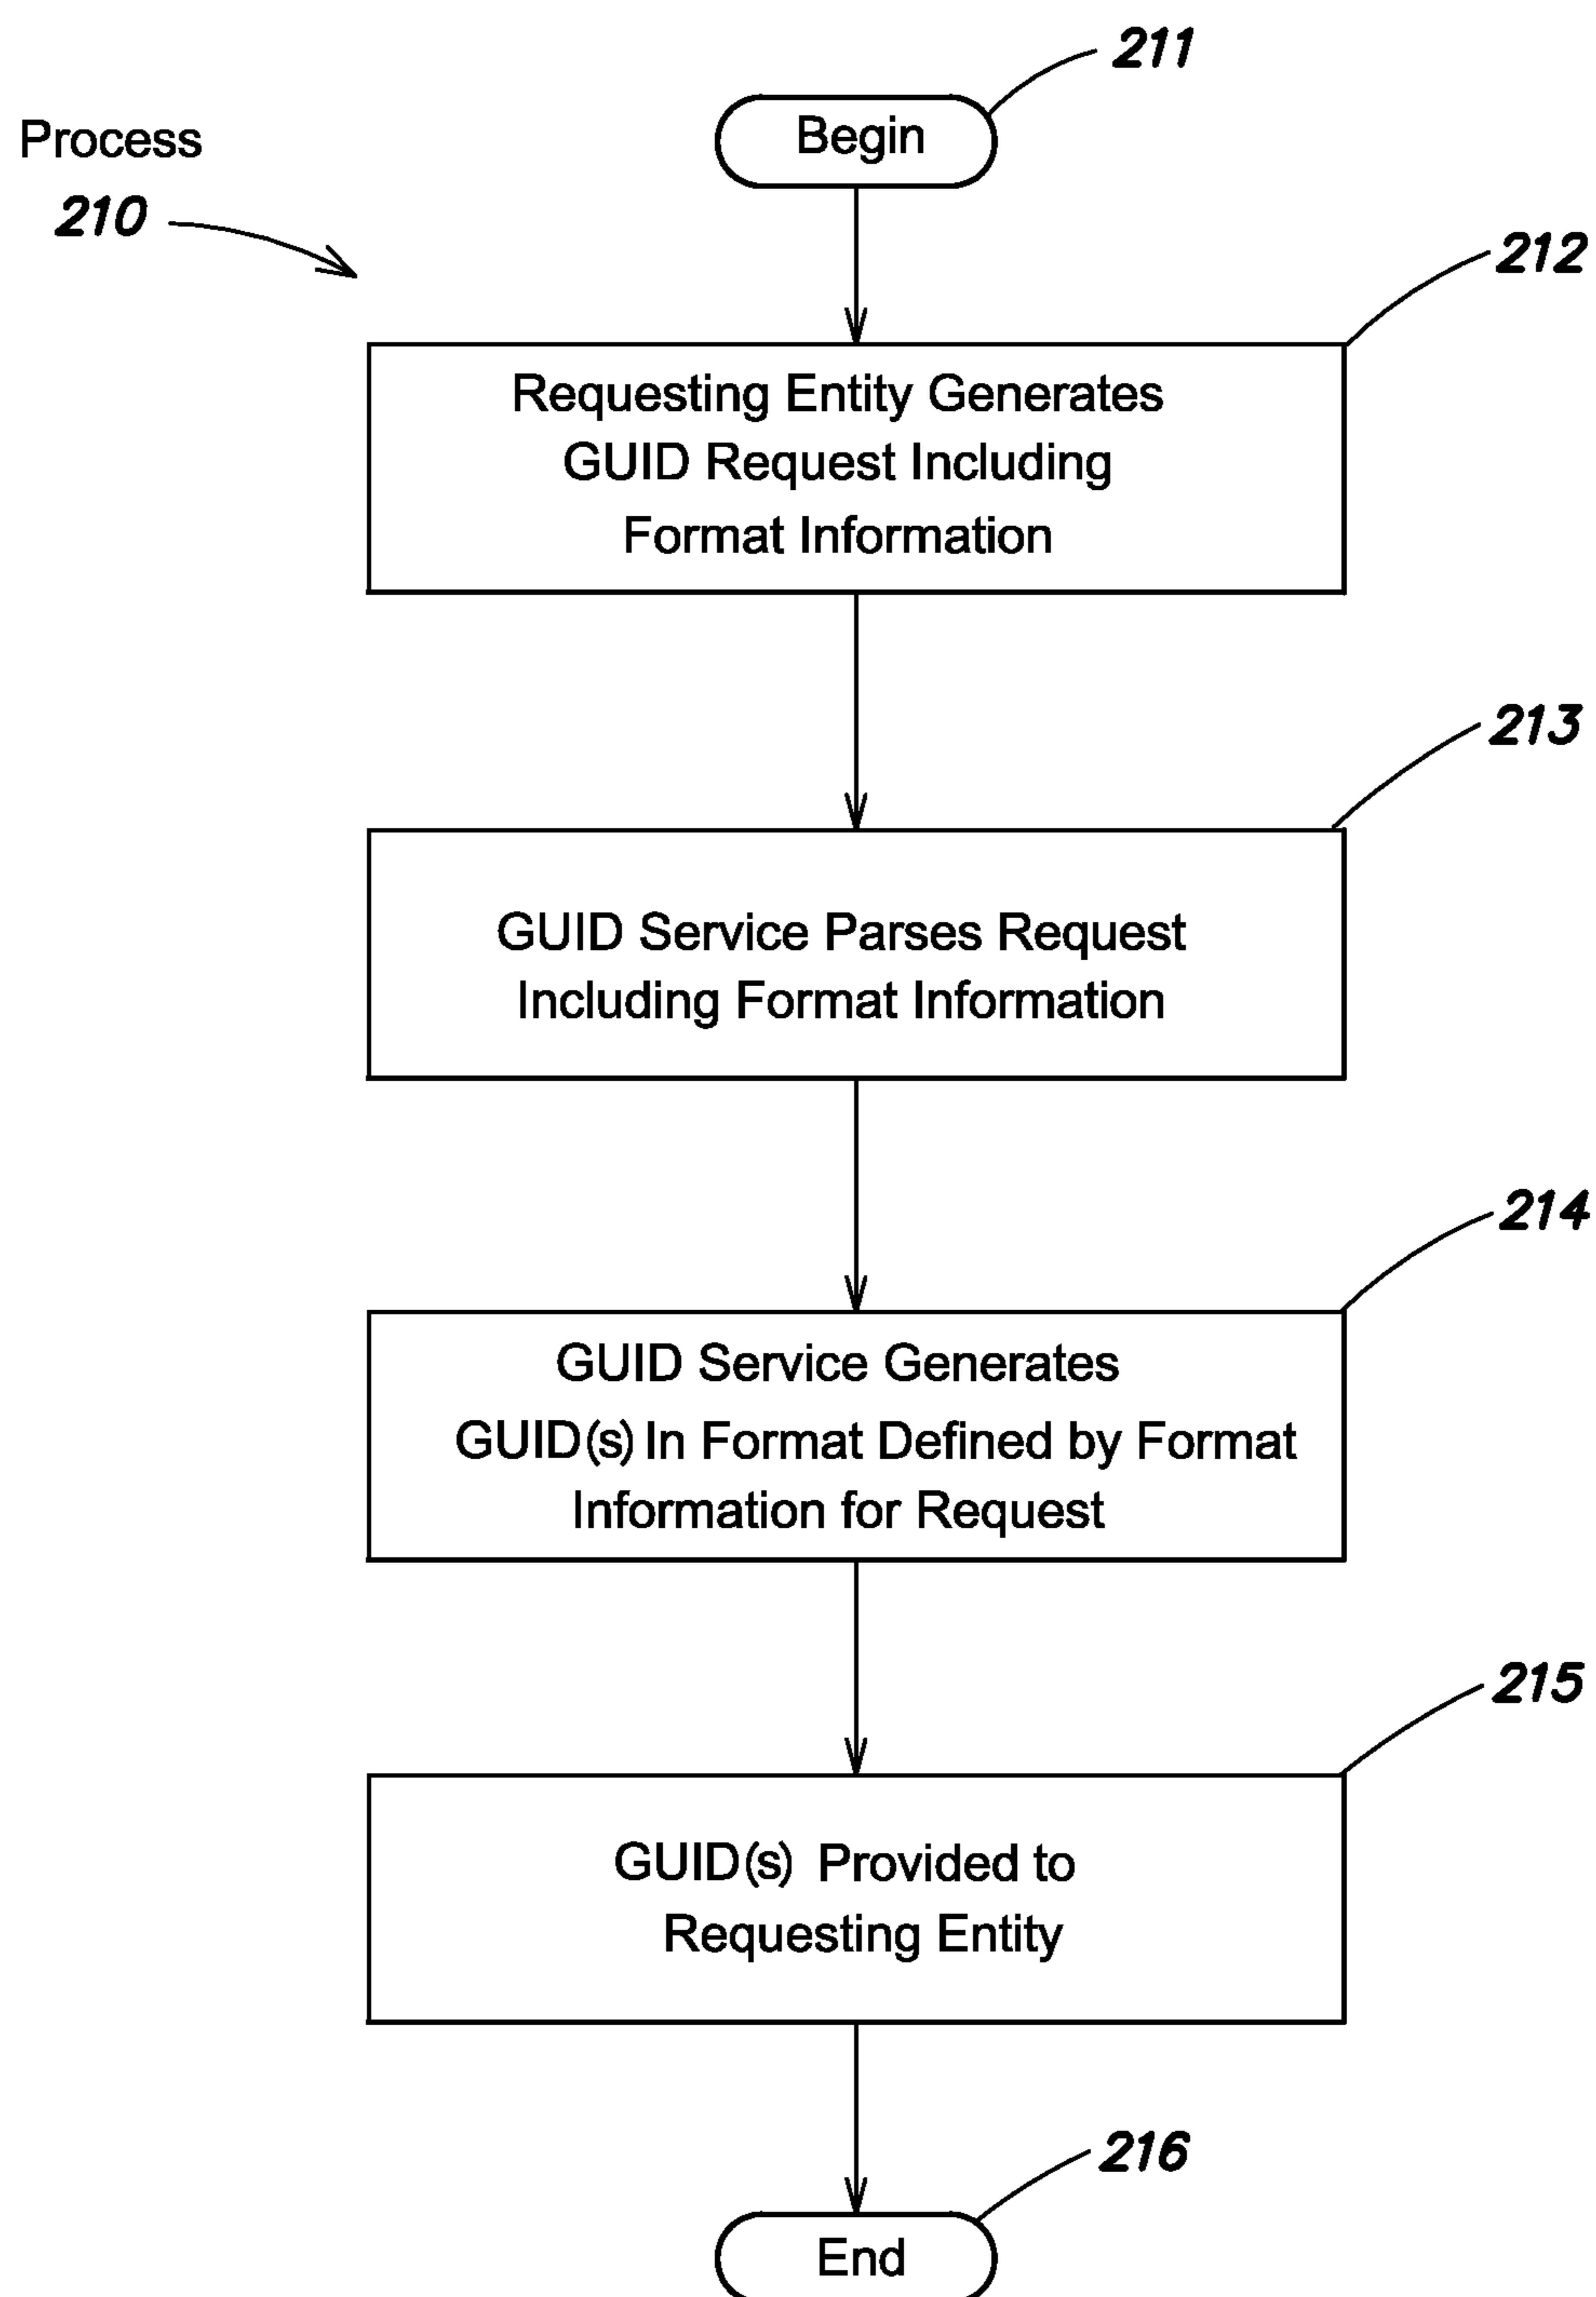 211
Begin
Process
210
212
Requesting Entity Generates
GUID Request Including
Format Information
213
GUID Service Parses Request
Including Format Information
214
GUID Service Generates
GUID(s) In Format Defined by Format
Information for Request
215
GUID(s) Provided to
Requesting Entity
216
End